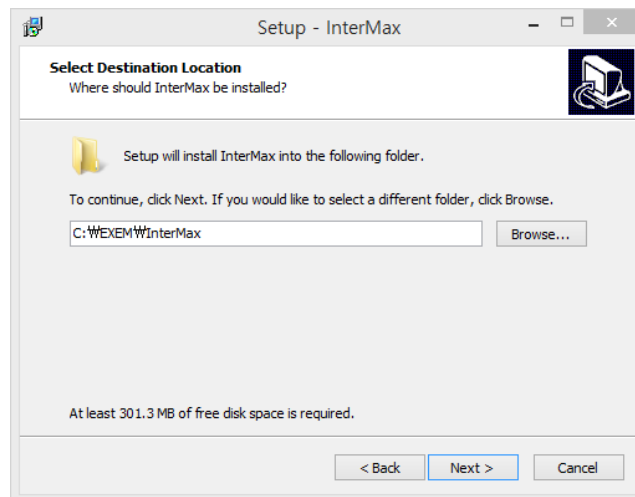 Setup - InterMax
Select Destination Location
Where should InterMax be installed?
Setup will install InterMax into the following folder.
To continue, click Next. If you would like to select a different folder, click Browse.
C:₩EXEM₩InterMax
Browse...
At least 301.3 MB of free disk space is required.
< Back
Next >
Cancel